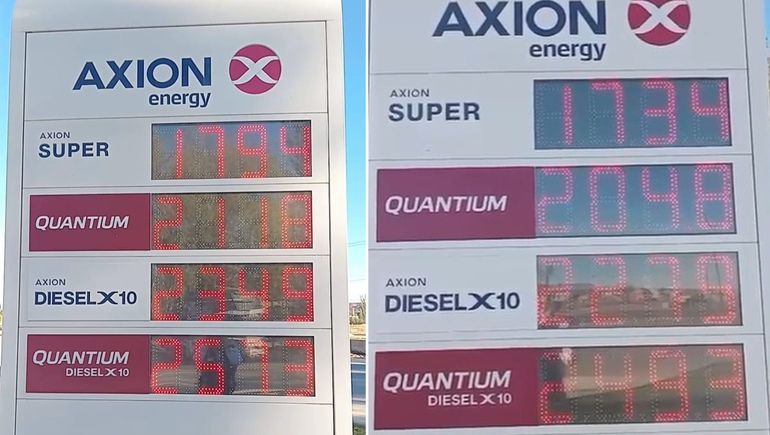 AXION
energy
AXION
SUPER 1794
QUANTIUM 2118
AXION
DIESEL X10 2349
QUANTIUM 2573
DIESEL X10
AXION
energy
AXION
SUPER 1734
QUANTIUM 2048
AXION
DIESEL X10 2279
QUANTIUM 2493
DIESEL X10